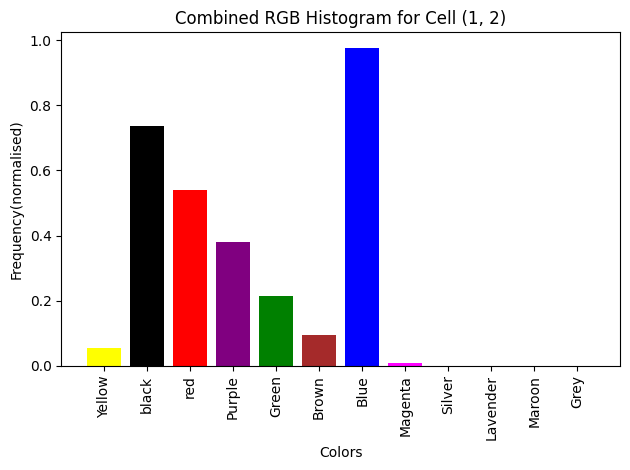 Combined RGB Histogram for Cell (1, 2)
Frequency(normalised)
1.0
0.8
0.6
0.4
0.2
0.0
Yellow
black
red
Purple
Green
Brown
Blue
Magenta
Silver
Lavender
Maroon
Grey
Colors